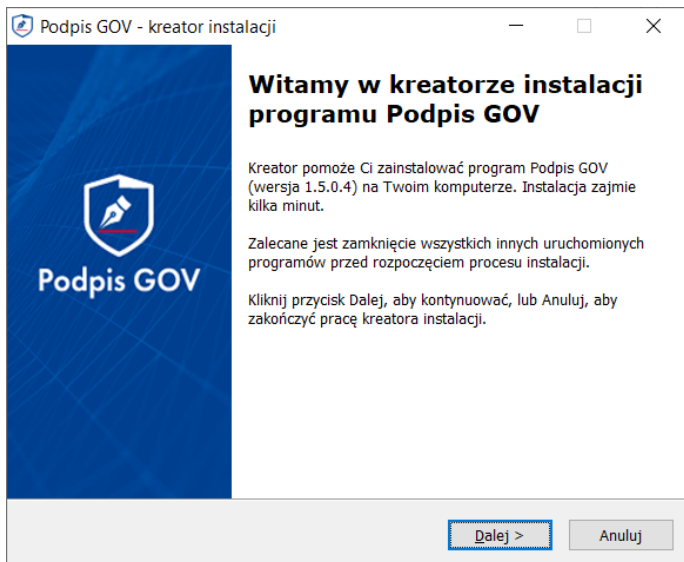 Podpis GOV - kreator instalacji
Witamy w kreatorze instalacji
programu Podpis GOV
Kreator pomoże Ci zainstalować program Podpis GOV
(wersja 1.5.0.4) na Twoim komputerze. Instalacja zajmie
kilka minut.
Zalecane jest zamknięcie wszystkich innych uruchomionych
programów przed rozpoczęciem procesu instalacji.
Kliknij przycisk Dalej, aby kontynuować, lub Anuluj, aby
zakończyć pracę kreatora instalacji.
Podpis GOV
Dalej >
Anuluj